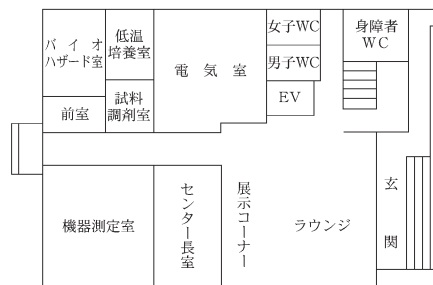 バイオ
ハザード室
低温
培養室
電気室
女子WC
男子WC
EV
身障者
WC
前室
試料
調剤室
機器測定室
センター長室
展示コーナー
ラウンジ
玄関